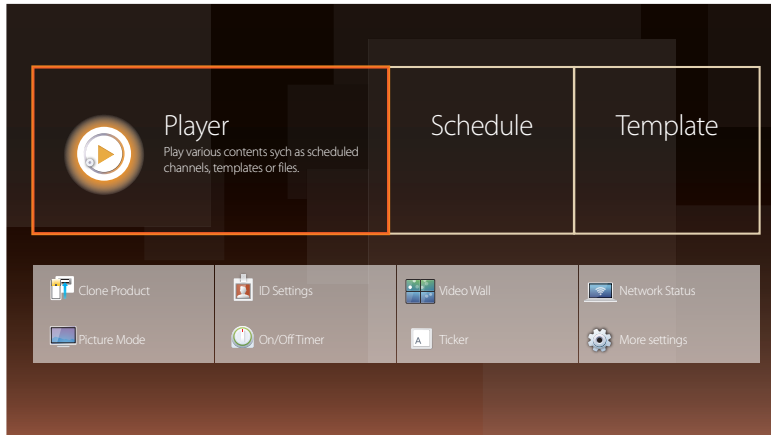 Player
Play various contents sych as scheduled
channels, templates or files.
Schedule
Template
Clone Product
ID Settings
Video Wall
Network Status
Picture Mode
On/Off Timer
A
Ticker
More settings